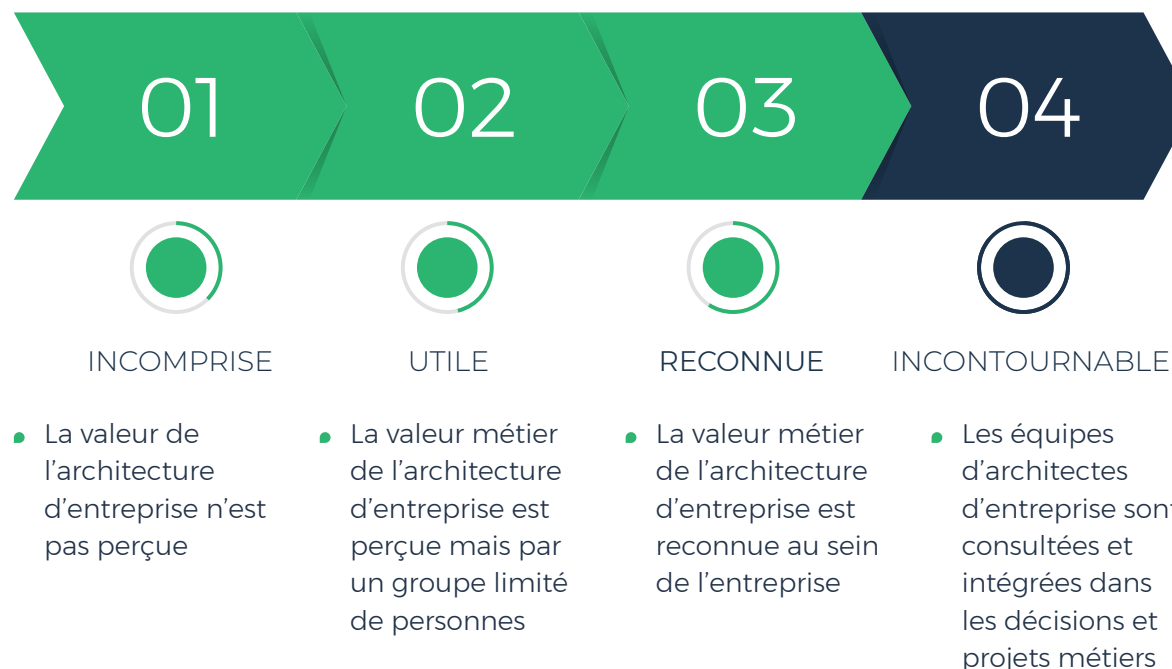 01
02
03
04
INCOMPRISE
UTILE
RECONNUE
INCONTOURNABLE
La valeur de
l’architecture
d’entreprise n’est
pas perçue
La valeur métier
de l’architecture
d’entreprise est
perçue mais par
un groupe limité
de personnes
La valeur métier
de l’architecture
d’entreprise est
reconnue au sein
de l’entreprise
Les équipes
d’architectes
d’entreprise sont
consultées et
intégrées dans
les décisions et
projets métiers